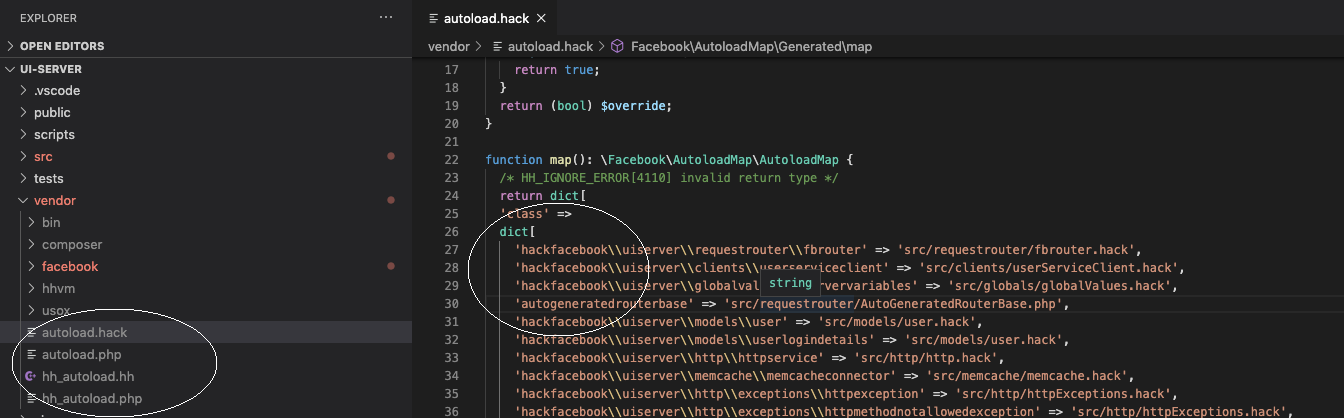 EXPLORER
...
OPEN EDITORS
UI-SERVER
.vscode
public
scripts
src
tests
vendor
bin
composer
facebook
hhvm
usox
autoload.hack
autoload.php
hh_autoload.hh
hh_autoload.php
autoload.hack ×
vendor > autoload.hack > Facebook\AutoloadMap\Generated\map
17 return true;
18 }
19 return (bool) $override;
20 }
21
22 function map(): \Facebook\AutoloadMap\AutoloadMap {
23 /* HH_IGNORE_ERROR[4110] invalid return type */
24 return dict[
25 'class' =>
26 dict[
27 'hackfacebook\\uiserver\\requestrouter\\fbrouter' => 'src/requestrouter/fbrouter.hack',
28 'hackfacebook\\uiserver\\clients\\userserviceclient' => 'src/clients/userServiceClient.hack',
29 'hackfacebook\\uiserver\\globalval ervervariables' => 'src/globals/globalValues.hack',
string
30 'autogeneratedrouterbase' => 'src/requestrouter/AutoGeneratedRouterBase.php',
31 'hackfacebook\\uiserver\\models\\user' => 'src/models/user.hack',
32 'hackfacebook\\uiserver\\models\\userlogindetails' => 'src/models/user.hack',
33 'hackfacebook\\uiserver\\http\\httpservice' => 'src/http/http.hack',
34 'hackfacebook\\uiserver\\memcache\\memcacheconnector' => 'src/memcache/memcache.hack',
35 'hackfacebook\\uiserver\\http\\exceptions\\httpexception' => 'src/http/httpExceptions.hack',
36 'hackfacebook\\uiserver\\http\\exceptions\\httpmethodnotallowedexception' => 'src/http/httpExceptions.hack',